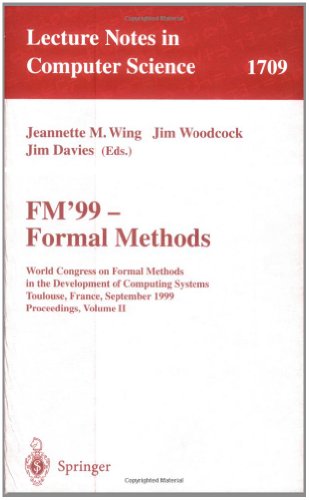 Lecture Notes in
Computer Science 1709
Jeannette M. Wing Jim Woodcock
Jim Davies (Eds.)
FM'99 –
Formal Methods
World Congress on Formal Methods
in the Development of Computing Systems
Toulouse, France, September 1999
Proceedings, Volume II
Springer